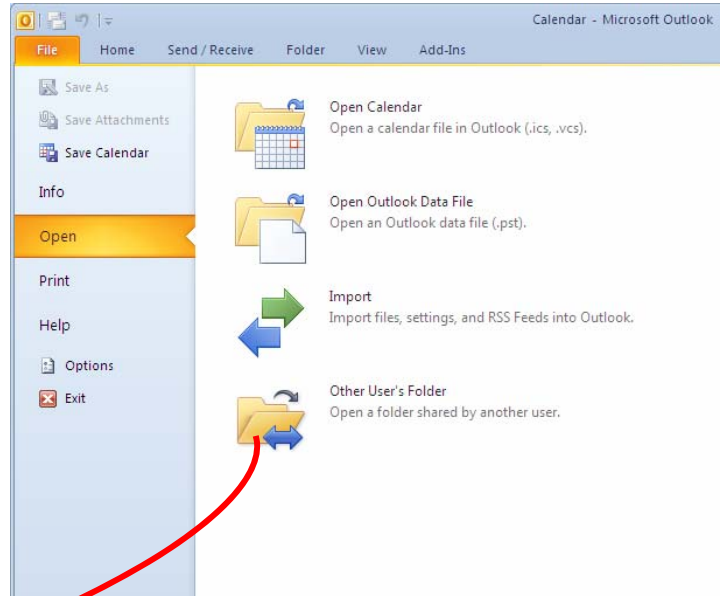 Calendar - Microsoft Outlook
File Home Send / Receive Folder View Add-Ins
Save As
Save Attachments
Save Calendar
Info
Open
Print
Help
Options
Exit
Open Calendar
Open a calendar file in Outlook (.ics, .vcs).
Open Outlook Data File
Open an Outlook data file (.pst).
Import
Import files, settings, and RSS Feeds into Outlook.
Other User's Folder
Open a folder shared by another user.